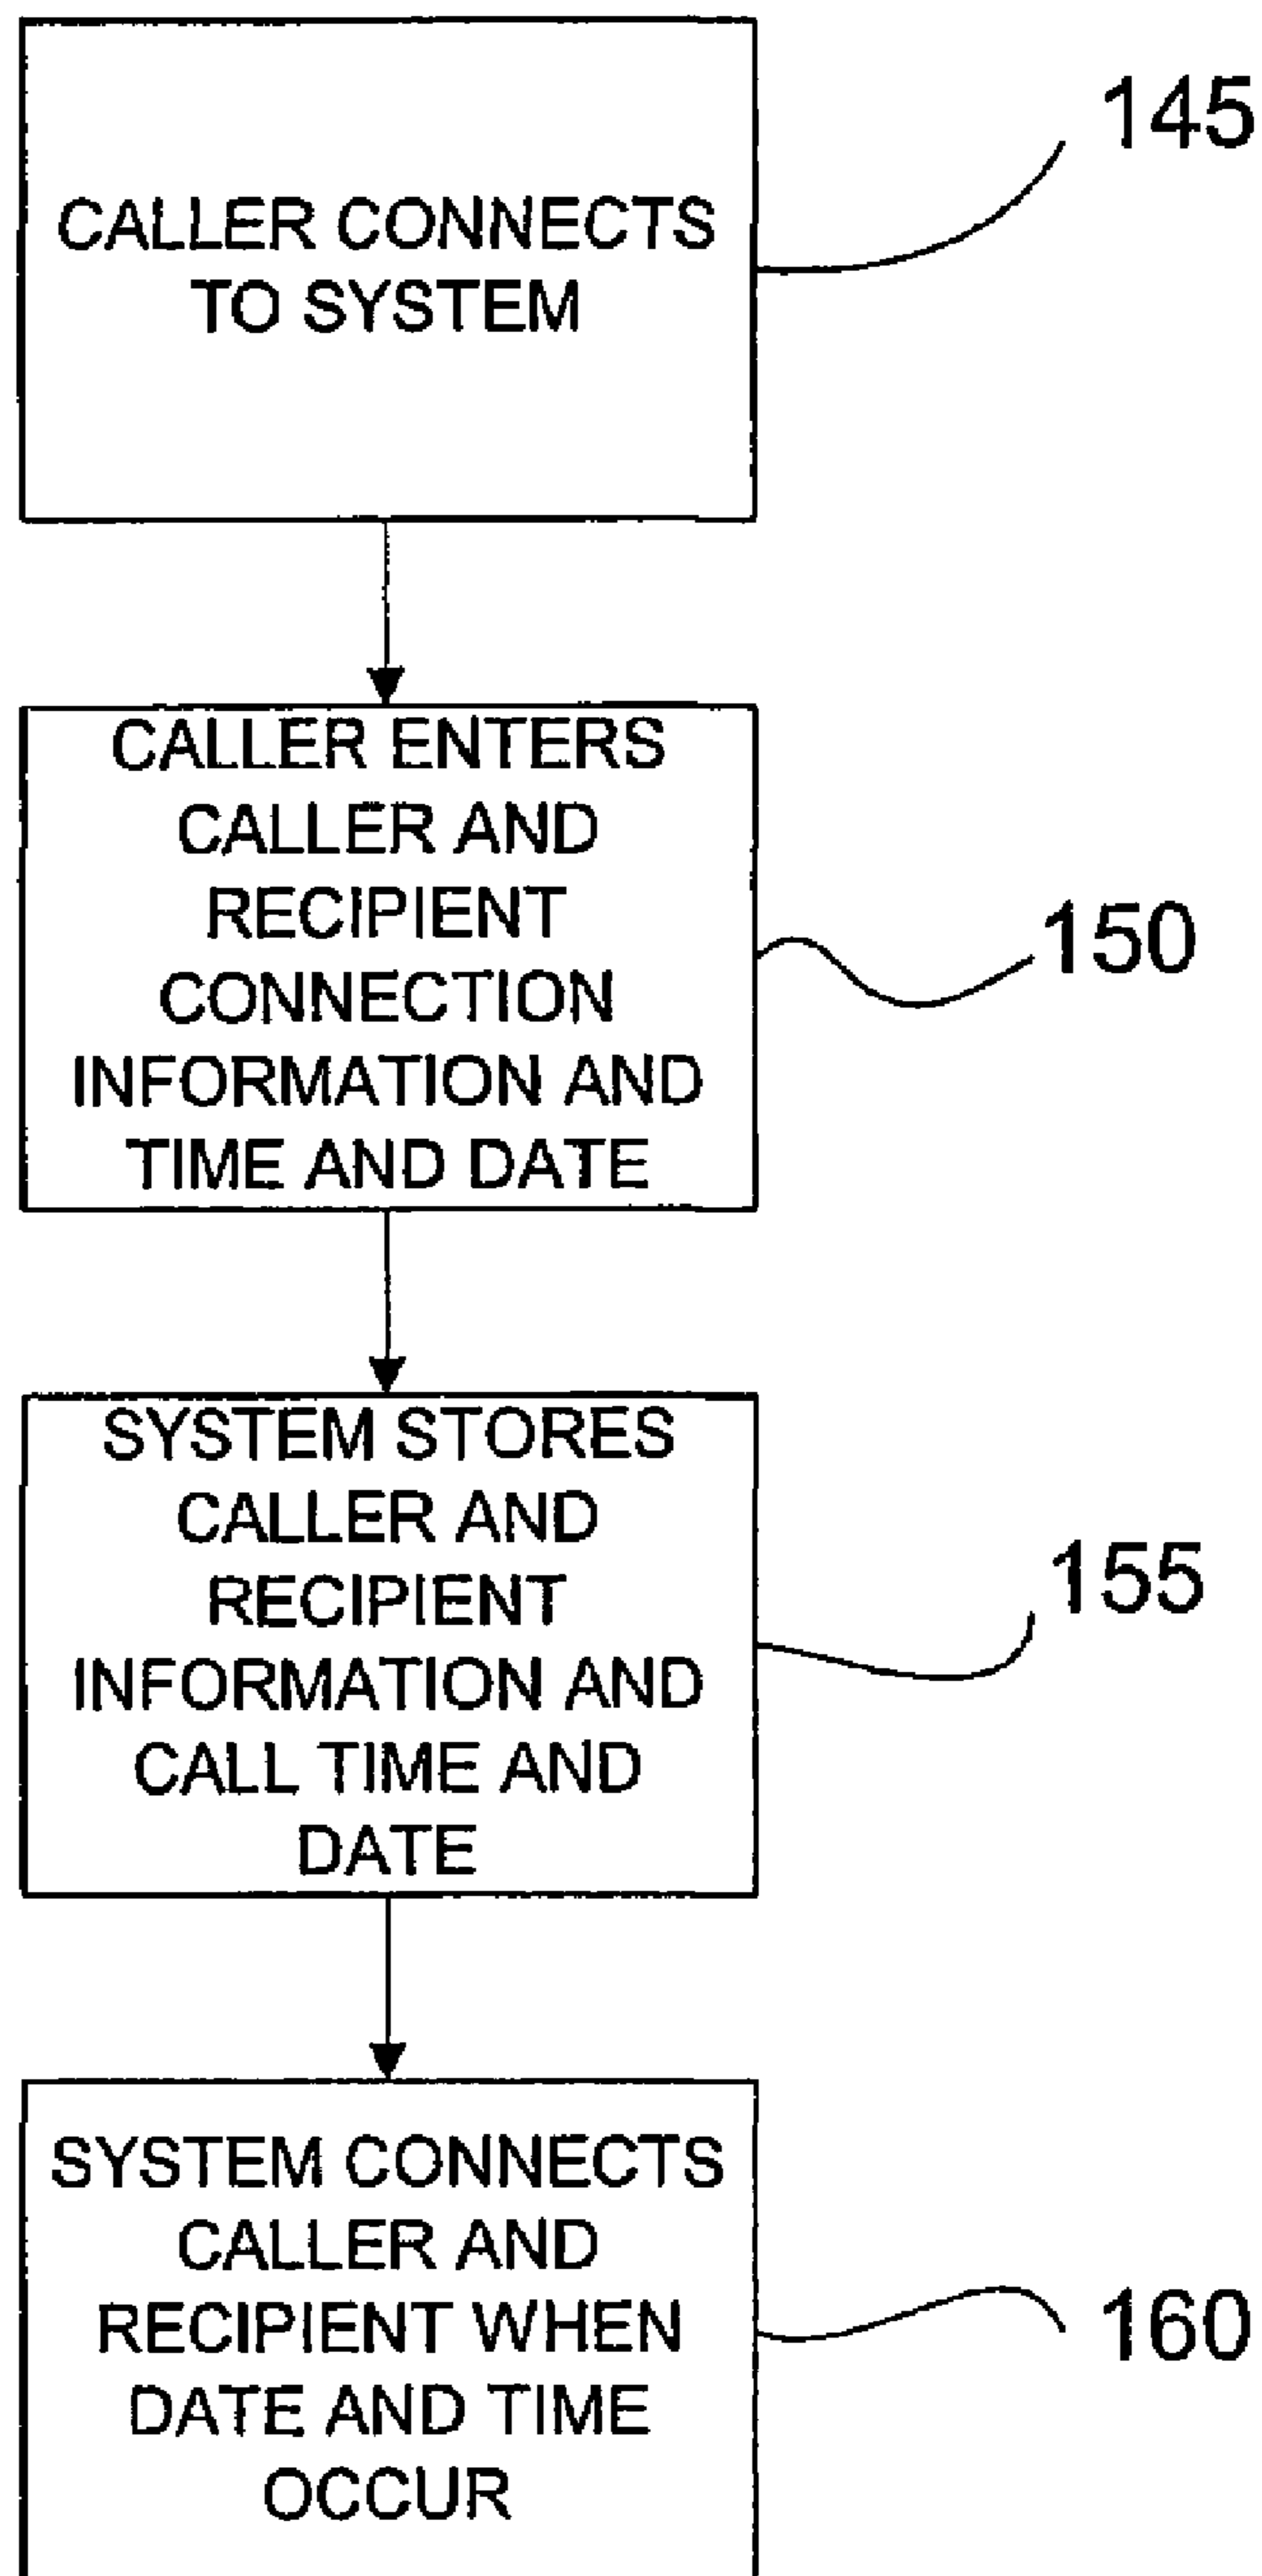 CALLER CONNECTS
TO SYSTEM
145
CALLER ENTERS
CALLER AND
RECIPIENT
CONNECTION
INFORMATION AND
TIME AND DATE
150
SYSTEM STORES
CALLER AND
RECIPIENT
INFORMATION AND
CALL TIME AND
DATE
155
SYSTEM CONNECTS
CALLER AND
RECIPIENT WHEN
DATE AND TIME
OCCUR
160